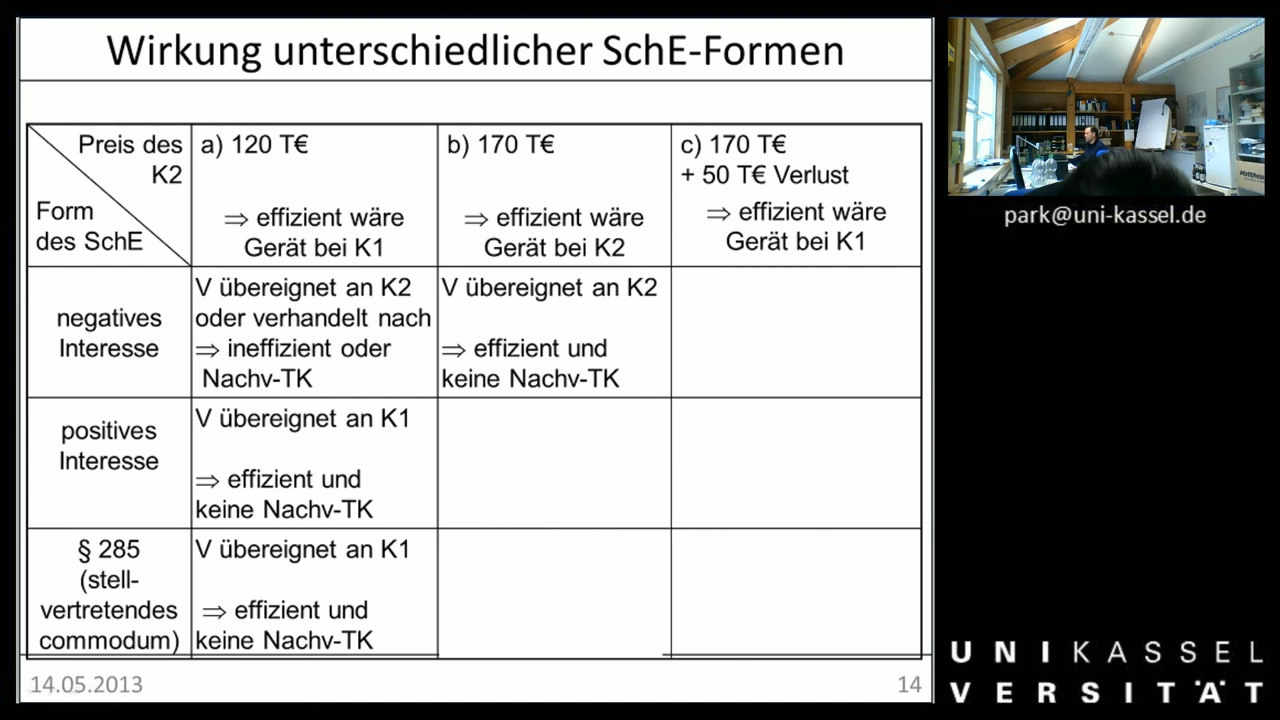 Wirkung unterschiedlicher SchE-Formen
Preis des
K2
Form
des SchE
a) 120 T€
⇒ effizient wäre
Gerät bei K1
b) 170 T€
⇒ effizient wäre
Gerät bei K2
c) 170 T€
+ 50 T€ Verlust
⇒ effizient wäre
Gerät bei K1
negatives
Interesse
V übereignet an K2
oder verhandelt nach
⇒ ineffizient oder
Nachv-TK
V übereignet an K2
⇒ effizient und
keine Nachv-TK
positives
Interesse
V übereignet an K1
⇒ effizient und
keine Nachv-TK
§ 285
(stell-
vertretendes
commodum)
V übereignet an K1
⇒ effizient und
keine Nachv-TK
14.05.2013
14
park@uni-kassel.de
UNIKASSEL
VERSITÄT